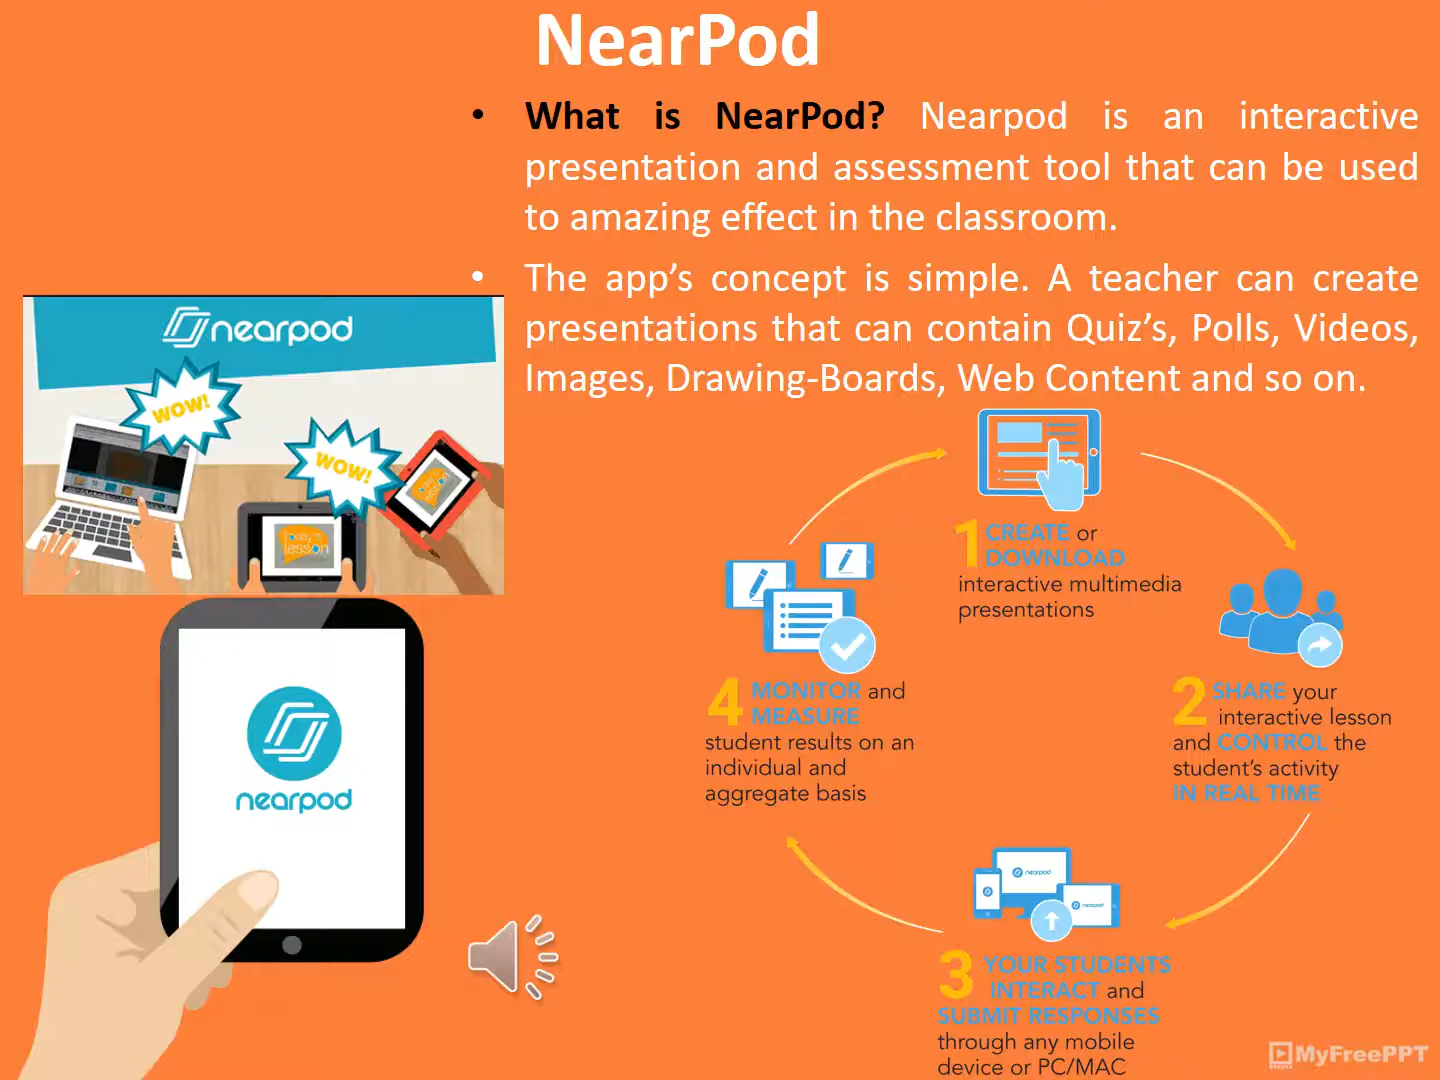 NearPod
• What is NearPod? Nearpod is an interactive
presentation and assessment tool that can be used
to amazing effect in the classroom.
• The app’s concept is simple. A teacher can create
presentations that can contain Quiz’s, Polls, Videos,
Images, Drawing-Boards, Web Content and so on.
nearpod
WOW!
WOW!
today's
lesson
nearpod
1 CREATE or
DOWNLOAD
interactive multimedia
presentations
2 SHARE your
interactive lesson
and CONTROL the
student’s activity
IN REAL TIME
nearpod
nearpod
3 YOUR STUDENTS
INTERACT and
SUBMIT RESPONSES
through any mobile
device or PC/MAC
4 MONITOR and
MEASURE
student results on an
individual and
aggregate basis
MyFreePPT